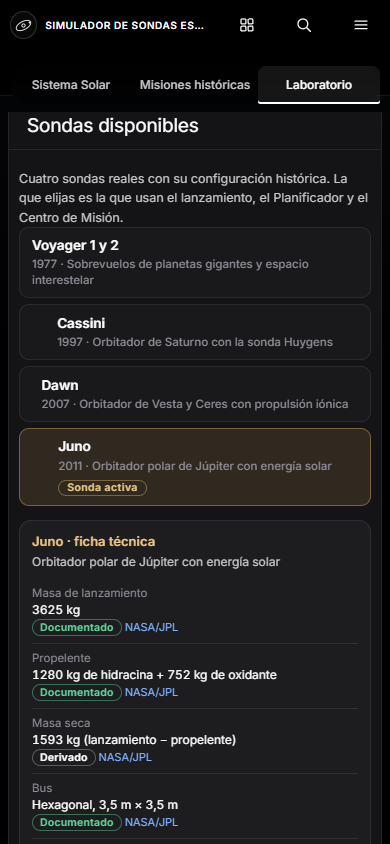 SIMULADOR DE SONDAS ES...
Sistema Solar
Misiones históricas
Laboratorio
Sondas disponibles
Cuatro sondas reales con su configuración histórica. La
que elijas es la que usan el lanzamiento, el Planificador y el
Centro de Misión.
Voyager 1 y 2
1977 · Sobrevuelos de planetas gigantes y espacio
interestelar
Cassini
1997 · Orbitador de Saturno con la sonda Huygens
Dawn
2007 · Orbitador de Vesta y Ceres con propulsión iónica
Juno
2011 · Orbitador polar de Júpiter con energía solar
Sonda activa
Juno · ficha técnica
Orbitador polar de Júpiter con energía solar
Masa de lanzamiento
3625 kg
Documentado NASA/JPL
Propelente
1280 kg de hidracina + 752 kg de oxidante
Documentado NASA/JPL
Masa seca
1593 kg (lanzamiento − propelente)
Derivado NASA/JPL
Bus
Hexagonal, 3,5 m × 3,5 m
Documentado NASA/JPL